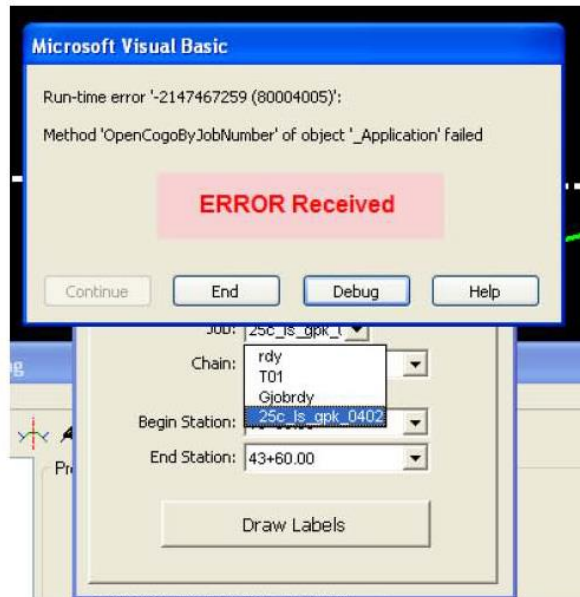 Microsoft Visual Basic
Run-time error '-2147467259 (80004005)':
Method 'OpenCogoByJobNumber' of object '_Application' failed
ERROR Received
Continue End Debug Help
Job: 25c_ls_gpk_(
Chain:
rdy
T01
Gjobrdy
25c_ls_gpk_0402
Begin Station:
End Station: 43+60.00
Draw Labels